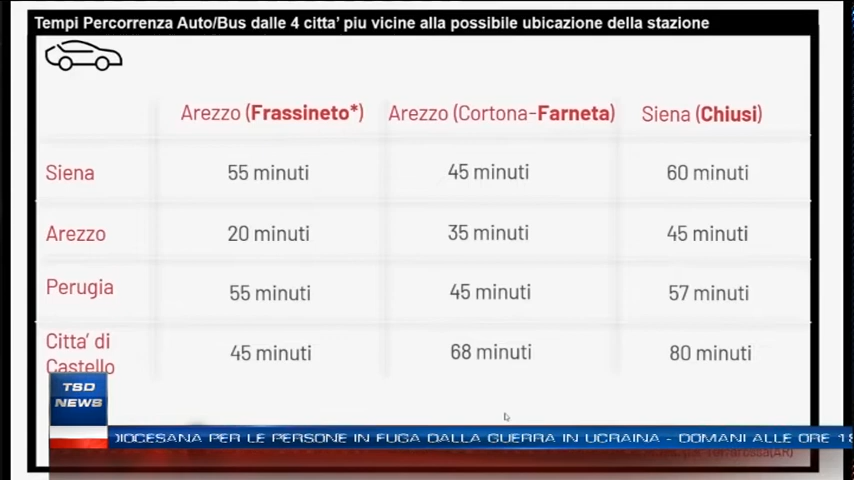 Tempi Percorrenza Auto/Bus dalle 4 citta' piu vicine alla possibile ubicazione della stazione
Arezzo (Frassineto*) Arezzo (Cortona-Farneta) Siena (Chiusi)
Siena 55 minuti 45 minuti 60 minuti
Arezzo 20 minuti 35 minuti 45 minuti
Perugia 55 minuti 45 minuti 57 minuti
Citta' di
Castello 45 minuti 68 minuti 80 minuti
TSD
NEWS
DIOCESANA PER LE PERSONE IN FUGA DALLA GUERRA IN UCRAINA - DOMANI ALLE ORE 18